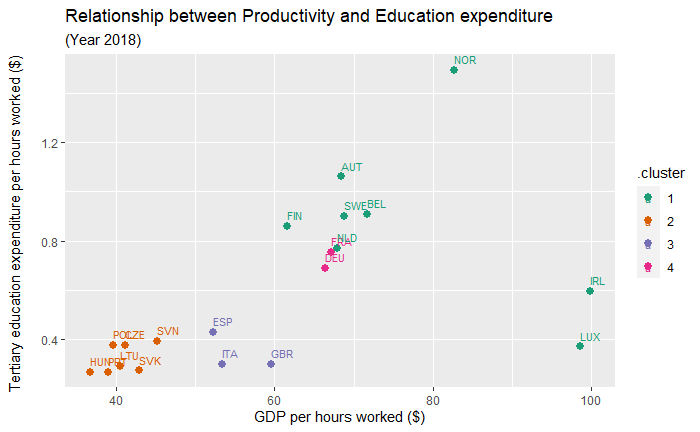 Relationship between Productivity and Education expenditure
(Year 2018)
Tertiary education expenditure per hours worked ($)
1.2
0.8
0.4
NOR
AUT
SWE
BEL
FIN
NLD
FRA
DEU
IRL
LUX
ESP
ITA
GBR
POL
CZE
SVN
LTU
HUN
PRT
SVK
40
60
80
100
GDP per hours worked ($)
.cluster
1
2
3
4